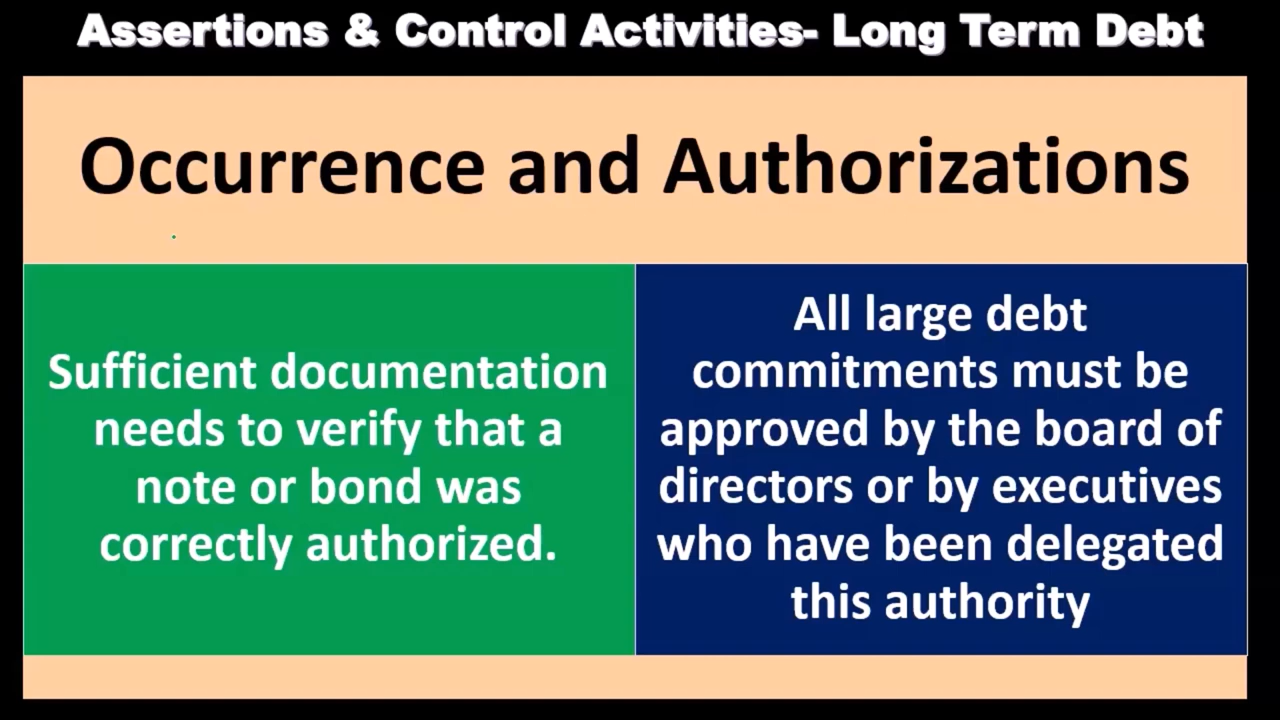 Assertions & Control Activities- Long Term Debt
Occurrence and Authorizations
Sufficient documentation
needs to verify that a
note or bond was
correctly authorized.
All large debt
commitments must be
approved by the board of
directors or by executives
who have been delegated
this authority